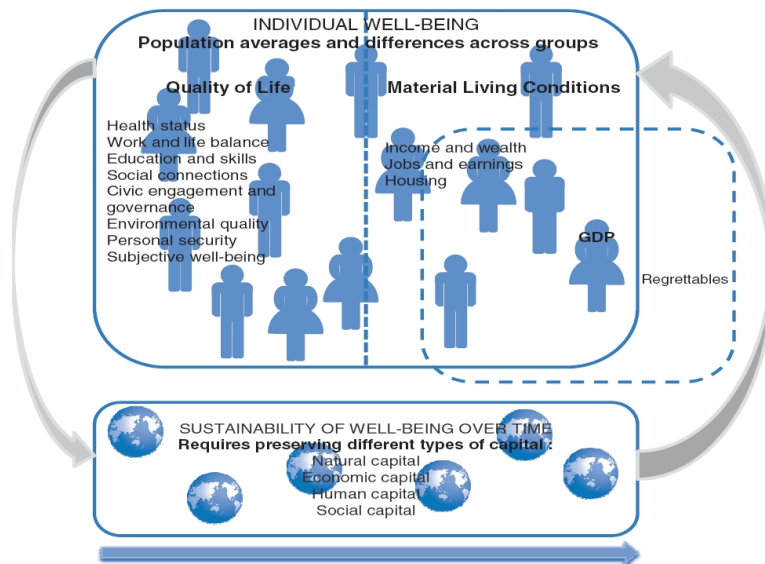 INDIVIDUAL WELL-BEING
Population averages and differences across groups
Quality of Life
Health status
Work and life balance
Education and skills
Social connections
Civic engagement and
governance
Environmental quality
Personal security
Subjective well-being
Material Living Conditions
Income and wealth
Jobs and earnings
Housing
GDP
Regrettables
SUSTAINABILITY OF WELL-BEING OVER TIME
Requires preserving different types of capital :
Natural capital
Economic capital
Human capital
Social capital